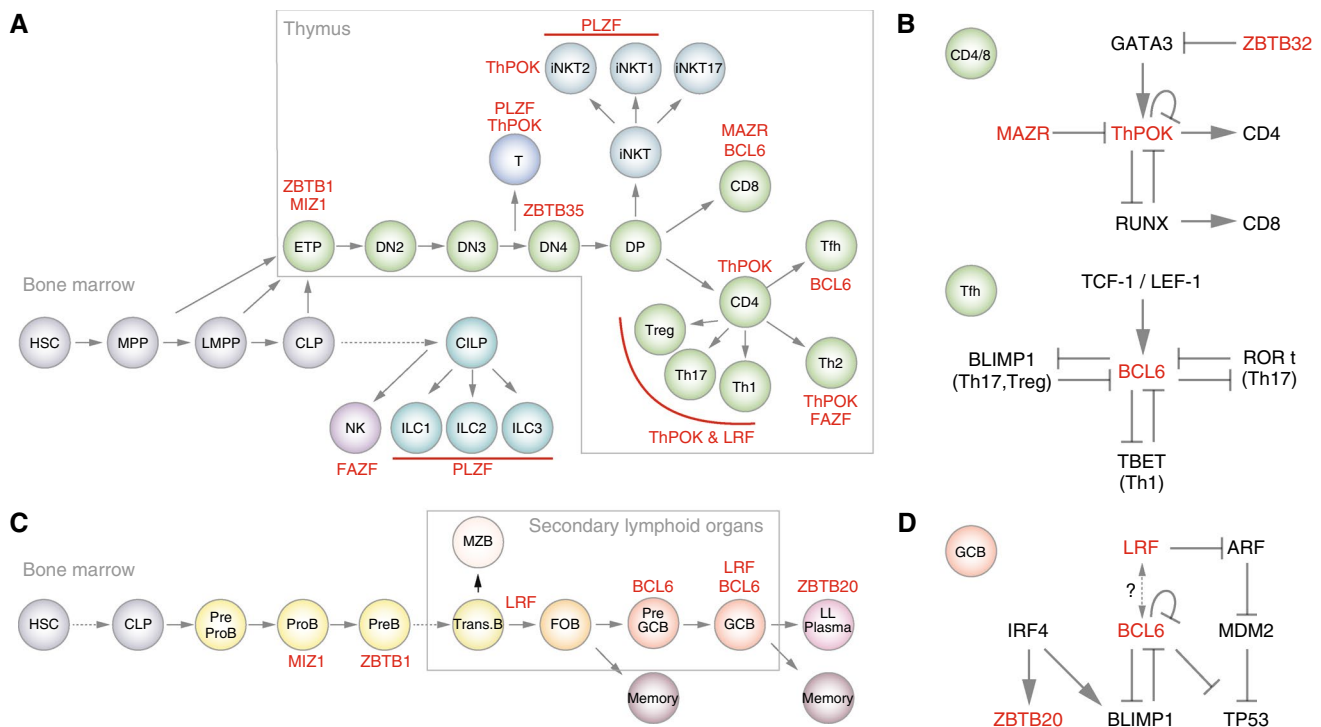 A
Thymus
PLZF
ThPOK
iNKT2
iNKT1
iNKT17
PLZF
ThPOK
T
iNKT
MAZR
BCL6
CD8
ZBTB1
MIZ1
ZBTB35
ETP
DN2
DN3
DN4
DP
Tfh
BCL6
ThPOK
CD4
Bone marrow
HSC
MPP
LMPP
CLP
CILP
Treg
Th17
Th1
Th2
ThPOK
FAZF
ThPOK & LRF
NK
ILC1
ILC2
ILC3
FAZF
PLZF
B
CD4/8
GATA3
ZBTB32
MAZR
ThPOK
CD4
RUNX
CD8
Tfh
TCF-1 / LEF-1
BLIMP1
(Th17,Treg)
BCL6
ROR t
(Th17)
TBET
(Th1)
C
Secondary lymphoid organs
MZB
Bone marrow
LRF
BCL6
LRF
BCL6
ZBTB20
HSC
CLP
Pre
ProB
ProB
PreB
Trans.B
FOB
Pre
GCB
GCB
LL
Plasma
MIZ1
ZBTB1
Memory
Memory
D
GCB
LRF
ARF
?
IRF4
BCL6
MDM2
ZBTB20
BLIMP1
TP53